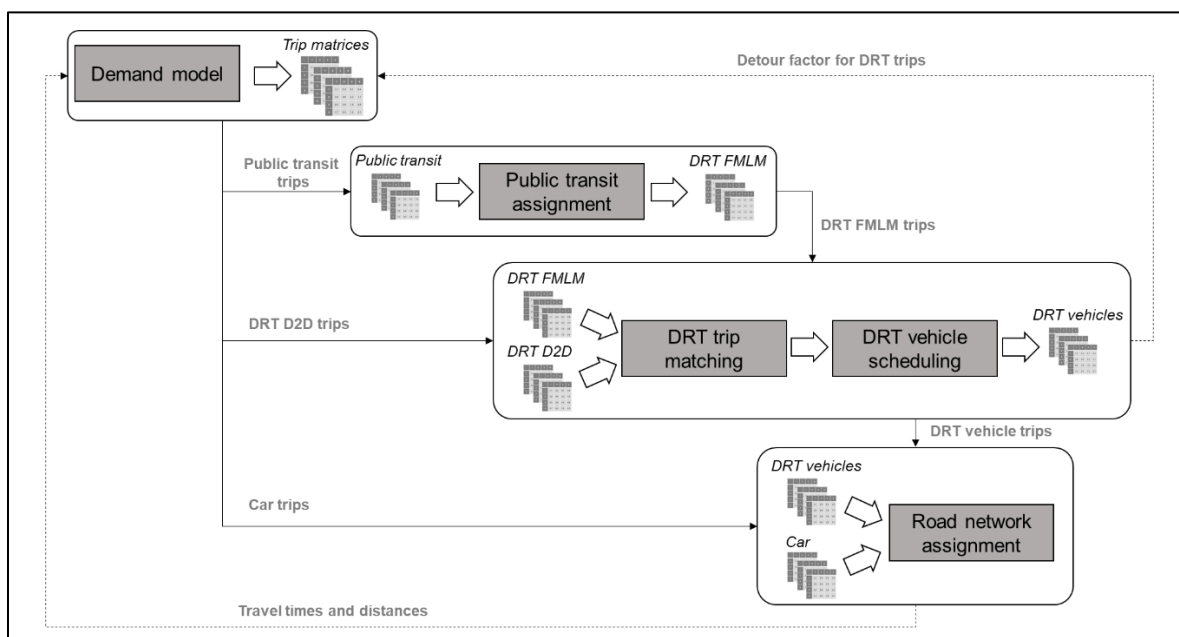 Trip matrices
Demand model
Detour factor for DRT trips
Public transit
trips
Public transit
DRT FMLM
Public transit
assignment
DRT FMLM trips
DRT FMLM
DRT D2D trips
DRT D2D
DRT trip
matching
DRT vehicle
scheduling
DRT vehicles
DRT vehicle trips
DRT vehicles
Car trips
Car
Road network
assignment
Travel times and distances